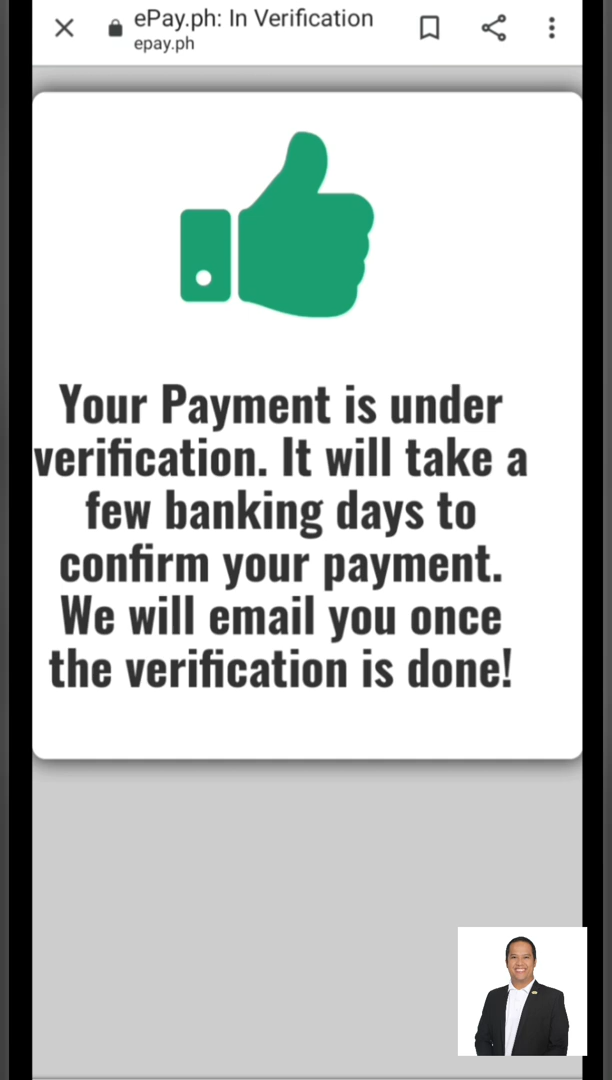 ePay.ph: In Verification
epay.ph
Your Payment is under
verification. It will take a
few banking days to
confirm your payment.
We will email you once
the verification is done!